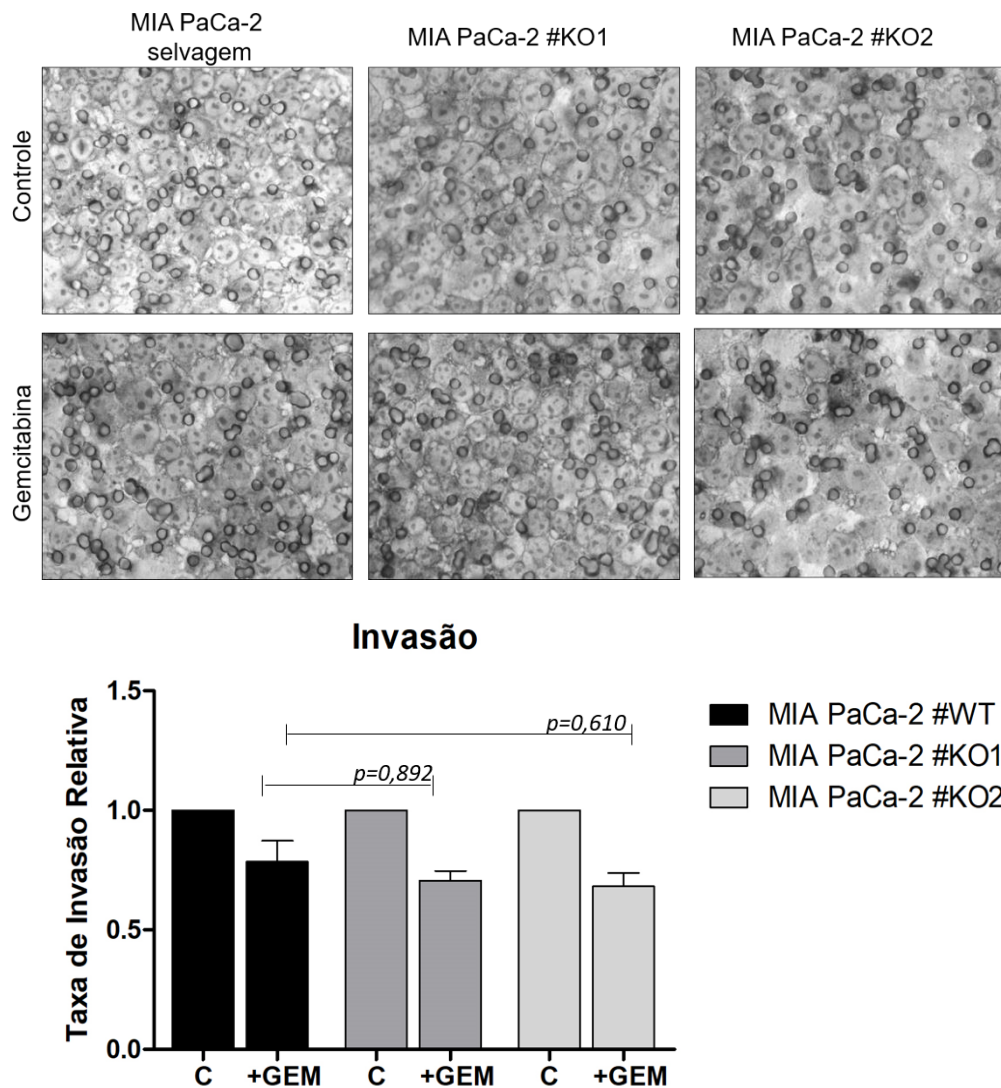 MIA PaCa-2
selvagem
MIA PaCa-2 #KO1
MIA PaCa-2 #KO2
Controle
Gemcitabina
Invasão
Taxa de Invasão Relativa
1.5
1.0
0.5
0.0
p=0,610
p=0,892
C
+GEM
C
+GEM
C
+GEM
MIA PaCa-2 #WT
MIA PaCa-2 #KO1
MIA PaCa-2 #KO2